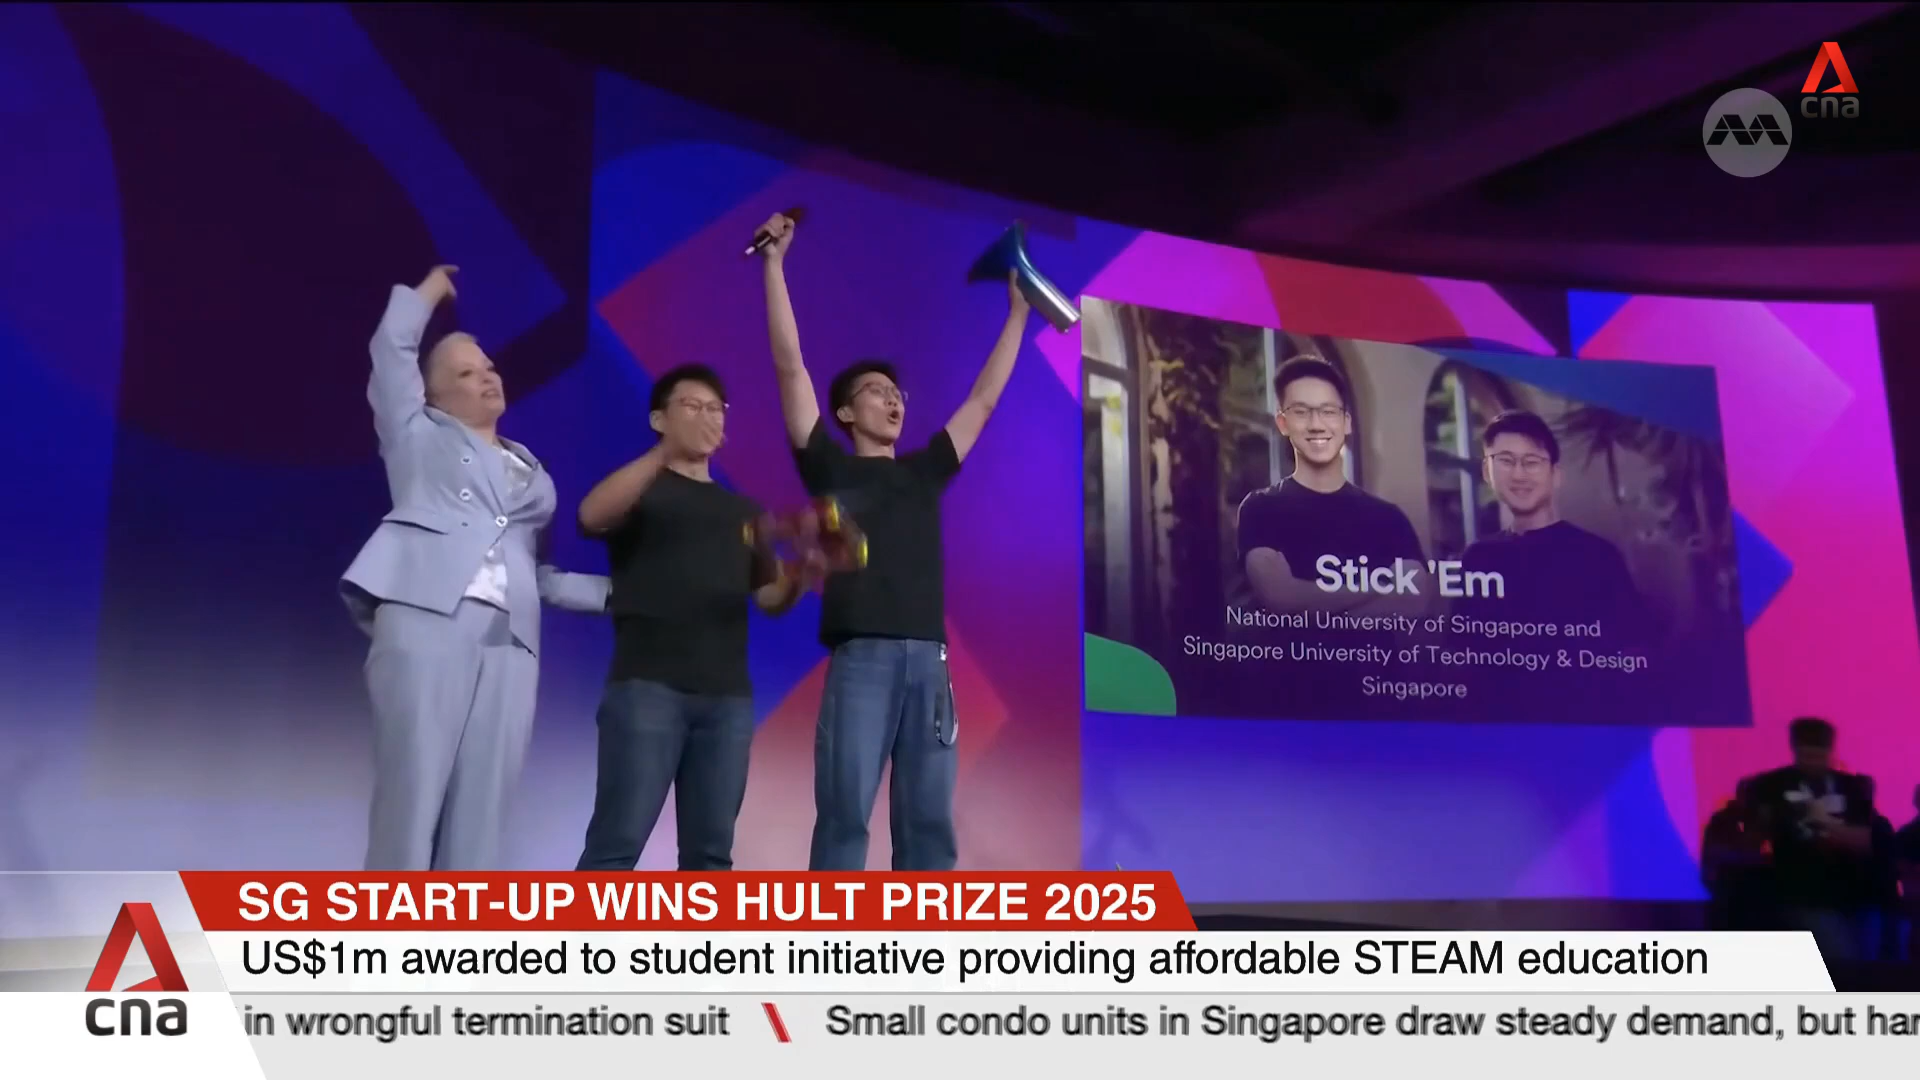 cna
Stick 'Em
National University of Singapore and
Singapore University of Technology & Design
Singapore
SG START-UP WINS HULT PRIZE 2025
US$1m awarded to student initiative providing affordable STEAM education
cna
in wrongful termination suit
Small condo units in Singapore draw steady demand, but har